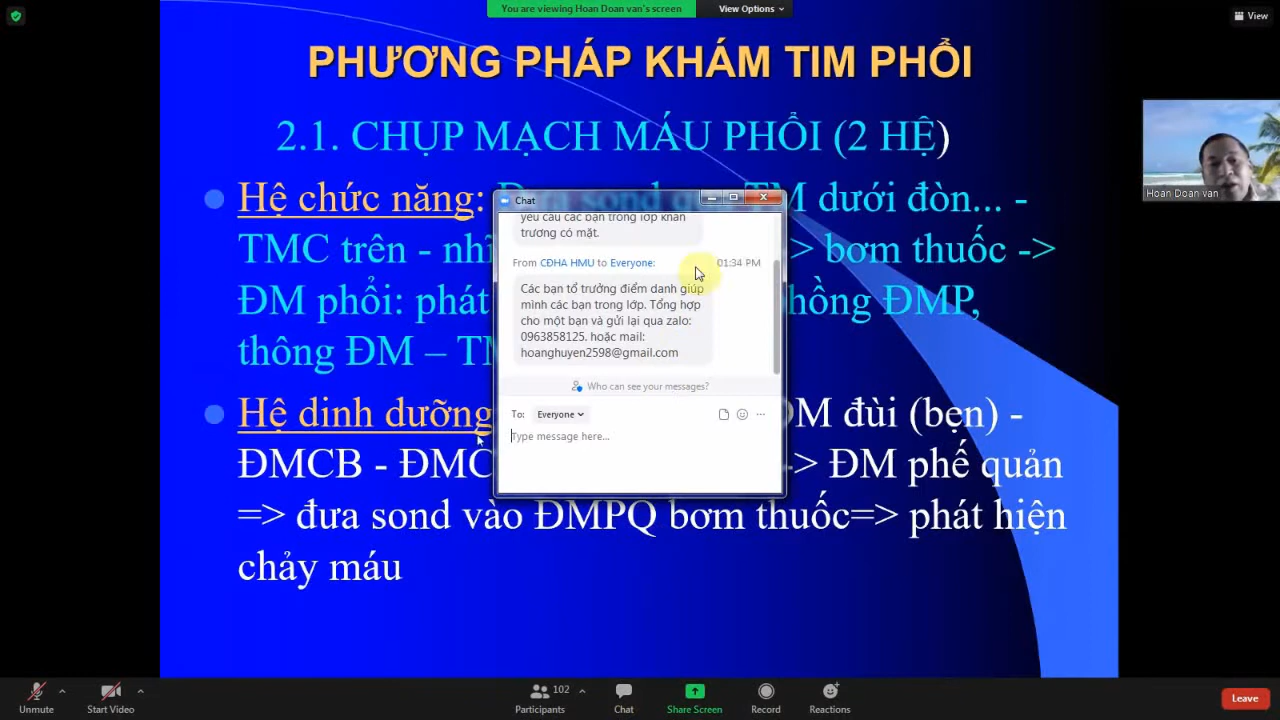 You are viewing Hoan Doan van's screen
View Options
View
PHƯƠNG PHÁP KHÁM TIM PHỔI
2.1. CHỤP MẠCH MÁU PHỔI (2 HỆ)
Hệ chức năng: Đưa sond TM dưới đòn... -
TMC trên - > bơm thuốc ->
ĐM phổi: phát hồng ĐMP,
thông ĐM –
Hệ dinh dưỡng ĐM đùi (bẹn) -
ĐMCB - -> ĐM phế quản
=> đưa sond vào ĐMPQ bơm thuốc=> phát hiện
chảy máu
Chat
yêu cầu các bạn trong lớp khẩn
trương có mặt.
From CĐHA HMU to Everyone: 01:34 PM
Các bạn tổ trưởng điểm danh giúp
mình các bạn trong lớp. Tổng hợp
cho một bạn và gửi lại qua zalo:
0963858125. hoặc mail:
hoanghuyen2598@gmail.com
Who can see your messages?
To: Everyone
Type message here...
Hoan Doan van
Unmute
Start Video
102
Participants
Chat
Share Screen
Record
Reactions
Leave